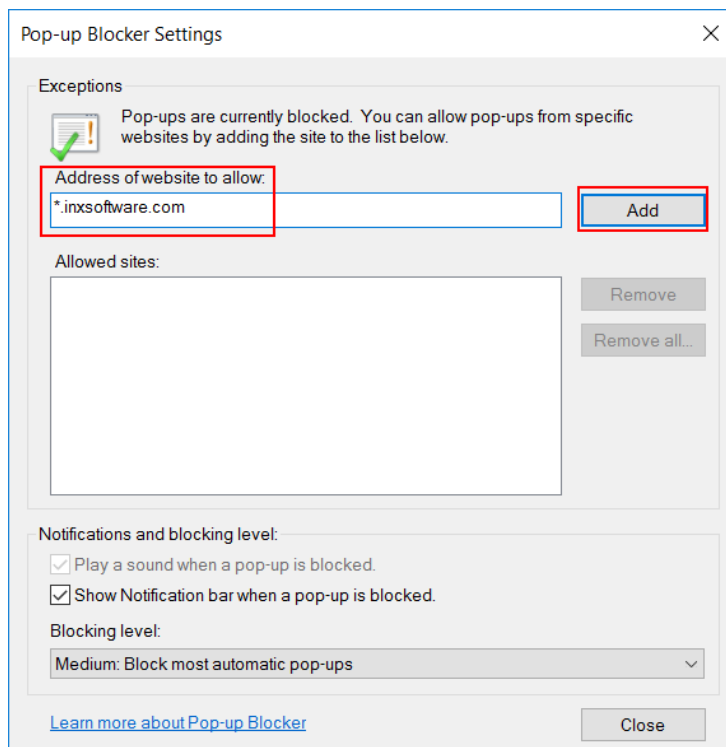 Pop-up Blocker Settings
Exceptions
Pop-ups are currently blocked. You can allow pop-ups from specific
websites by adding the site to the list below.
Address of website to allow:
*.inxsoftware.com
Add
Allowed sites:
Remove
Remove all...
Notifications and blocking level:
Play a sound when a pop-up is blocked.
Show Notification bar when a pop-up is blocked.
Blocking level:
Medium: Block most automatic pop-ups
Learn more about Pop-up Blocker
Close